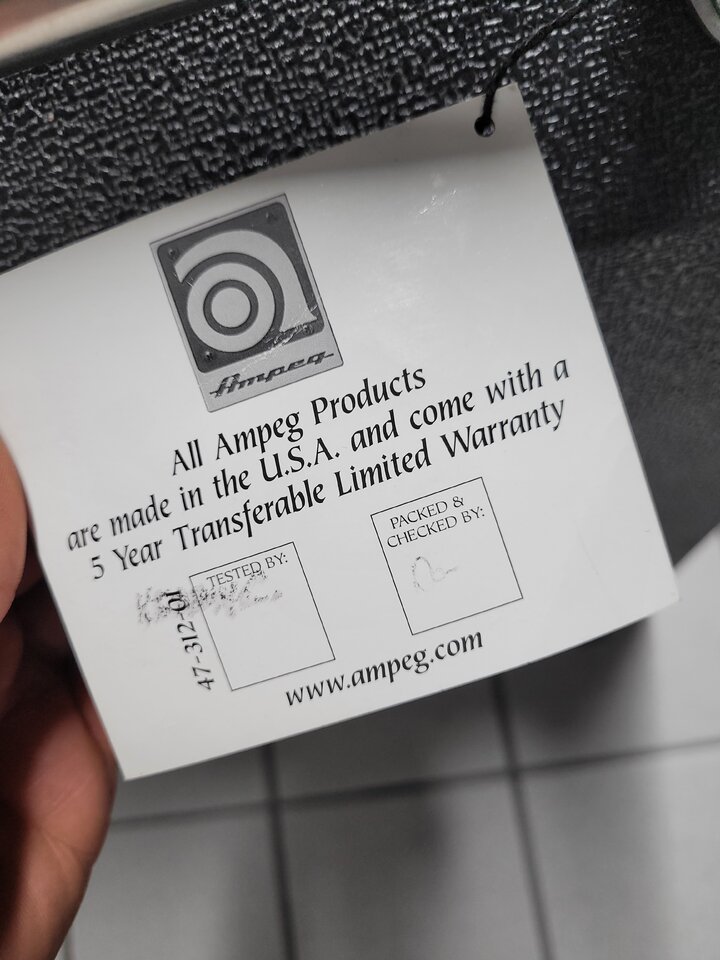 Ampeg
All Ampeg Products
are made in the U.S.A. and come with a
5 Year Transferable Limited Warranty
TESTED BY:
PACKED &
CHECKED BY:
47-312-01
www.ampeg.com